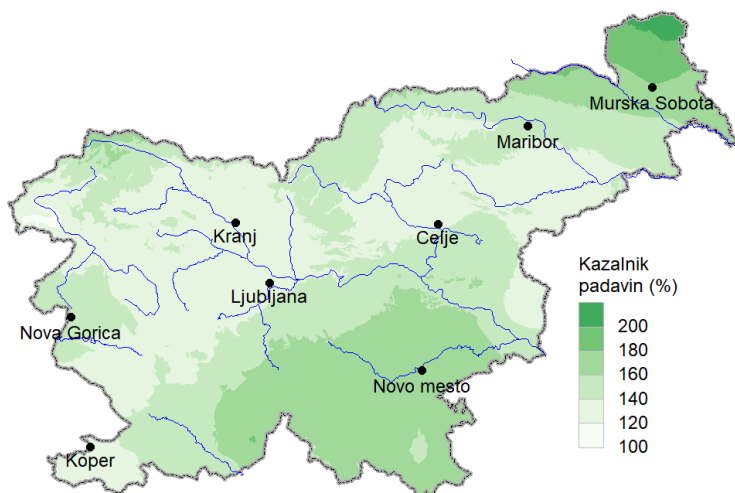 Murska Sobota
Maribor
Kranj
Celje
Ljubljana
Nova Gorica
Novo mesto
Koper
Kazalnik
padavin (%)
200
180
160
140
120
100